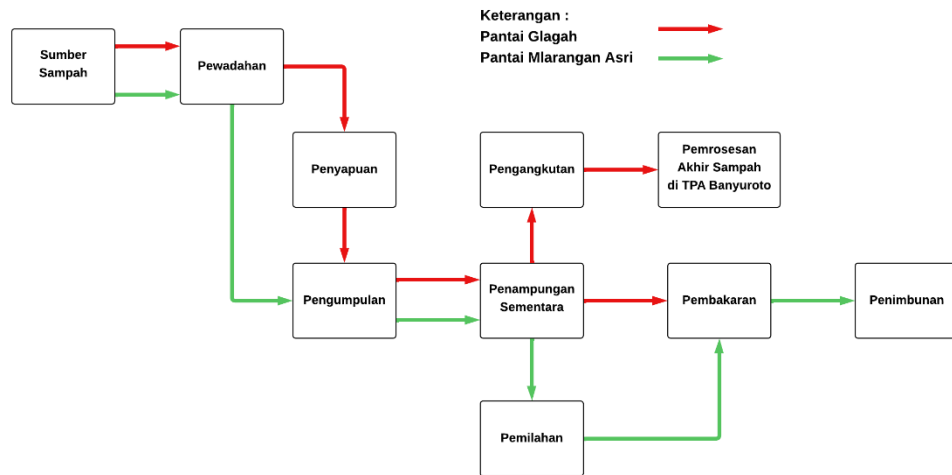 Keterangan :
Pantai Glagah
Pantai Mlarangan Asri
Sumber
Sampah
Pewadahan
Penyapuan
Pengangkutan
Pemrosesan
Akhir Sampah
di TPA Banyuroto
Pengumpulan
Penampungan
Sementara
Pembakaran
Penimbunan
Pemilahan